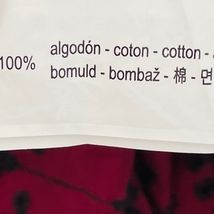 100% algodón - coton - cotton -
bomuld - bombaž - 棉 - 면